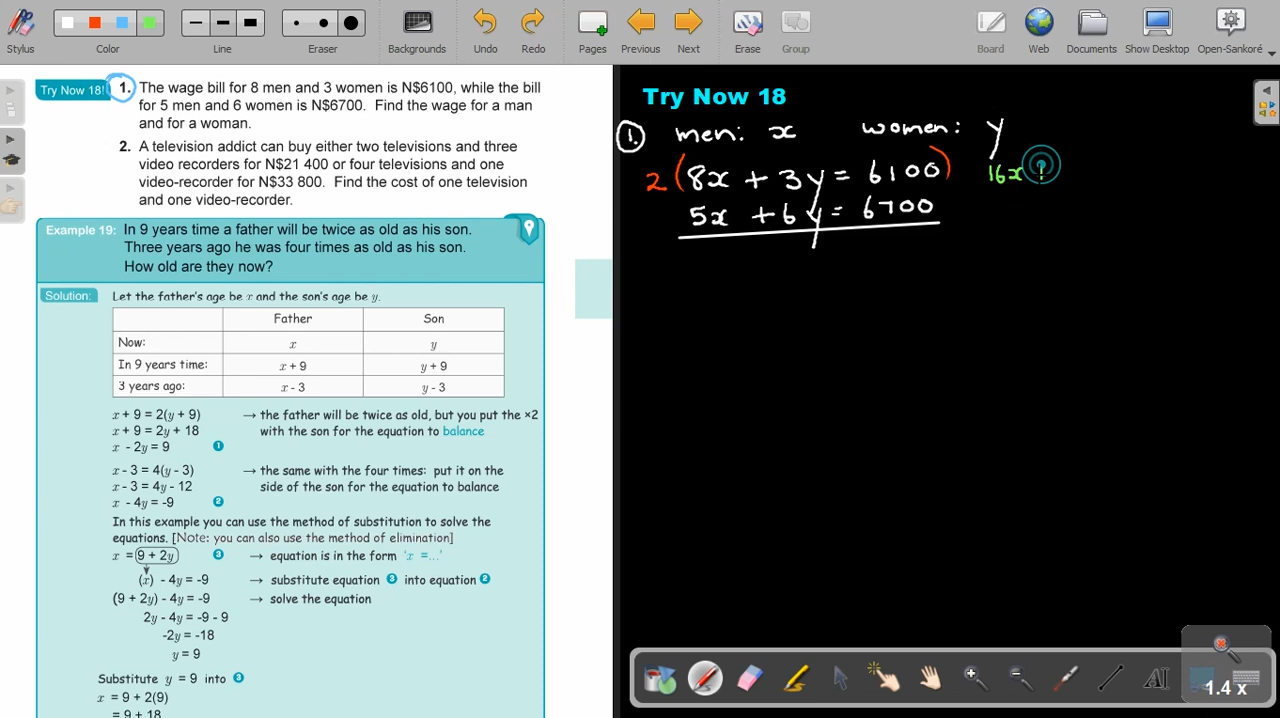 Stylus
Color
Line
Eraser
Backgrounds
Undo
Redo
Pages
Previous
Next
Erase
Group
Board
Web
Documents
Show Desktop
Open-Sankoré
Try Now 18!
1. The wage bill for 8 men and 3 women is N$6100, while the bill
for 5 men and 6 women is N$6700. Find the wage for a man
and for a woman.
2. A television addict can buy either two televisions and three
video recorders for N$21 400 or four televisions and one
video-recorder for N$33 800. Find the cost of one television
and one video-recorder.
Example 19: In 9 years time a father will be twice as old as his son.
Three years ago he was four times as old as his son.
How old are they now?
Solution: Let the father's age be x and the son's age be y.
Father Son
Now: x y
In 9 years time: x + 9 y + 9
3 years ago: x - 3 y - 3
x + 9 = 2(y + 9) → the father will be twice as old, but you put the ×2
x + 9 = 2y + 18 with the son for the equation to balance
x - 2y = 9 1
x - 3 = 4(y - 3) → the same with the four times: put it on the
x - 3 = 4y - 12 side of the son for the equation to balance
x - 4y = -9 2
In this example you can use the method of substitution to solve the
equations. [Note: you can also use the method of elimination]
x = 9 + 2y 3 → equation is in the form 'x =...'
(x) - 4y = -9 → substitute equation 3 into equation 2
(9 + 2y) - 4y = -9 → solve the equation
2y - 4y = -9 - 9
-2y = -18
y = 9
Substitute y = 9 into 3
x = 9 + 2(9)
= 9 + 18
Try Now 18
1. men: x women: y
2(8x + 3y = 6100) 16x
5x + 6y = 6700
1.4 x